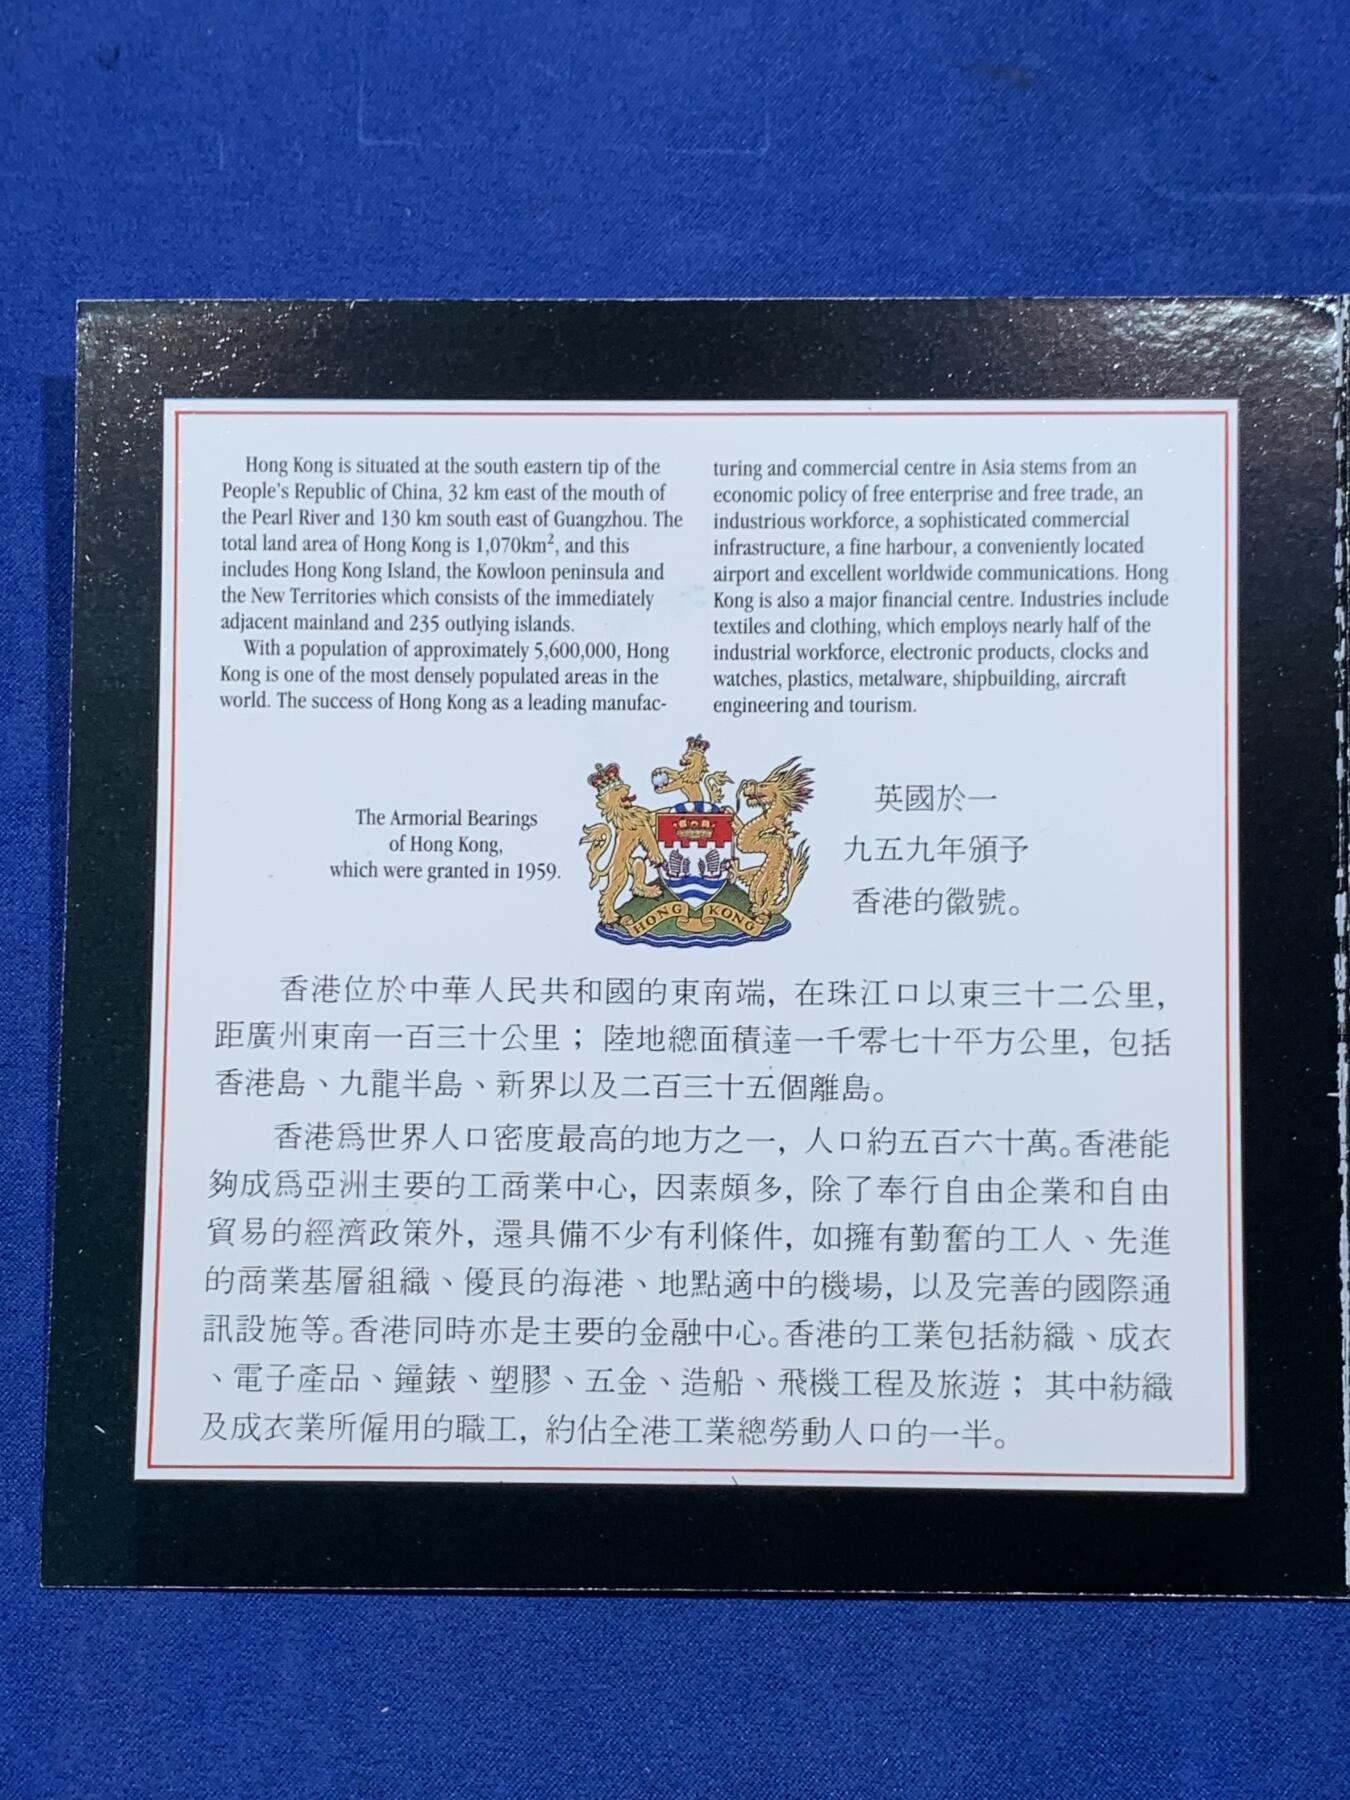 Hong Kong is situated at the south eastern tip of the
People's Republic of China, 32 km east of the mouth of
the Pearl River and 130 km south east of Guangzhou. The
total land area of Hong Kong is 1,070km², and this
includes Hong Kong Island, the Kowloon peninsula and
the New Territories which consists of the immediately
adjacent mainland and 235 outlying islands.
With a population of approximately 5,600,000, Hong
Kong is one of the most densely populated areas in the
world. The success of Hong Kong as a leading manufac-
turing and commercial centre in Asia stems from an
economic policy of free enterprise and free trade, an
industrious workforce, a sophisticated commercial
infrastructure, a fine harbour, a conveniently located
airport and excellent worldwide communications. Hong
Kong is also a major financial centre. Industries include
textiles and clothing, which employs nearly half of the
industrial workforce, electronic products, clocks and
watches, plastics, metalware, shipbuilding, aircraft
engineering and tourism.
The Armorial Bearings
of Hong Kong,
which were granted in 1959.
HONG KONG
英國於一
九五九年頒予
香港的徽號。
香港位於中華人民共和國的東南端，在珠江口以東三十二公里，
距廣州東南一百三十公里；陸地總面積達一千零七十平方公里，包括
香港島、九龍半島、新界以及二百三十五個離島。
香港爲世界人口密度最高的地方之一，人口約五百六十萬。香港能
夠成爲亞洲主要的工商業中心，因素頗多，除了奉行自由企業和自由
貿易的經濟政策外，還具備不少有利條件，如擁有勤奮的工人、先進
的商業基層組織、優良的海港、地點適中的機場，以及完善的國際通
訊設施等。香港同時亦是主要的金融中心。香港的工業包括紡織、成衣
、電子產品、鐘錶、塑膠、五金、造船、飛機工程及旅遊；其中紡織
及成衣業所僱用的職工，約佔全港工業總勞動人口的一半。